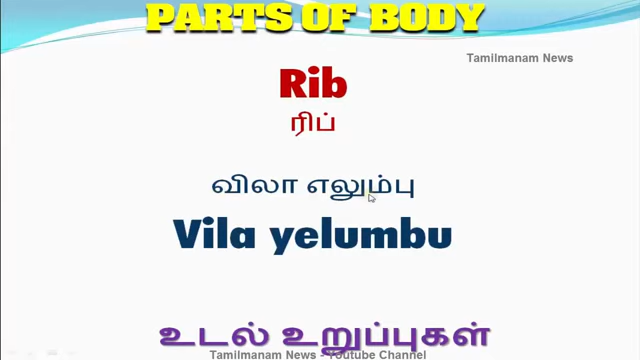 PARTS OF BODY
Tamilmanam News
Rib
ரிப்
விலா எலும்பு
Vila yelumbu
உடல் உறுப்புகள்
Tamilmanam News - Youtube Channel